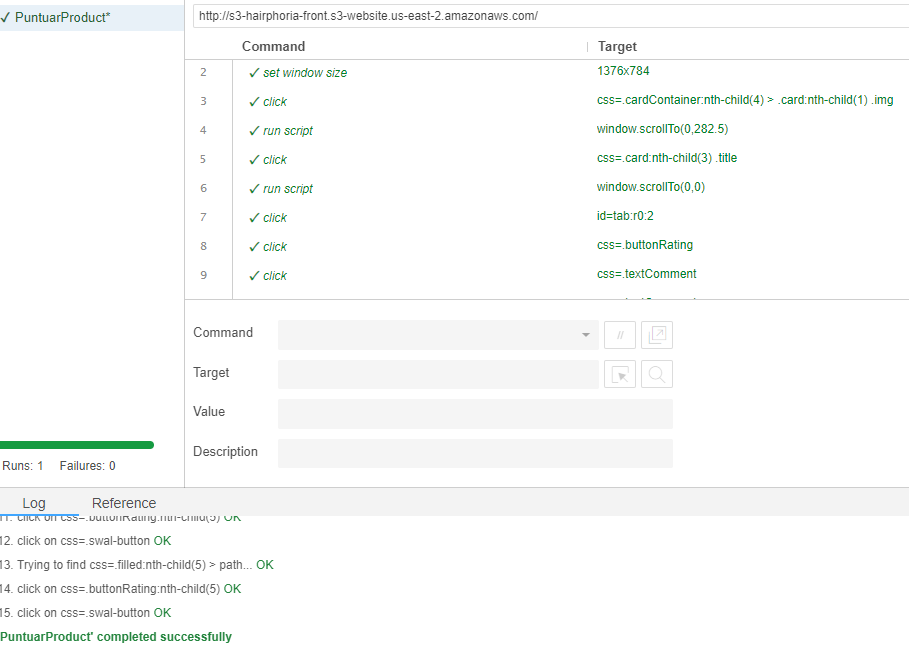 ✓ PuntuarProduct*
http://s3-hairphoria-front.s3-website.us-east-2.amazonaws.com/
Command Target
2 ✓ set window size 1376x784
3 ✓ click css=.cardContainer:nth-child(4) > .card:nth-child(1) .img
4 ✓ run script window.scrollTo(0,282.5)
5 ✓ click css=.card:nth-child(3) .title
6 ✓ run script window.scrollTo(0,0)
7 ✓ click id=tab:r0:2
8 ✓ click css=.buttonRating
9 ✓ click css=.textComment
Command //
Target
Value
Description
Runs: 1 Failures: 0
Log Reference
11. click on css=.buttonRating:nth-child(5) OK
12. click on css=.swal-button OK
13. Trying to find css=.filled:nth-child(5) > path... OK
14. click on css=.buttonRating:nth-child(5) OK
15. click on css=.swal-button OK
PuntuarProduct' completed successfully